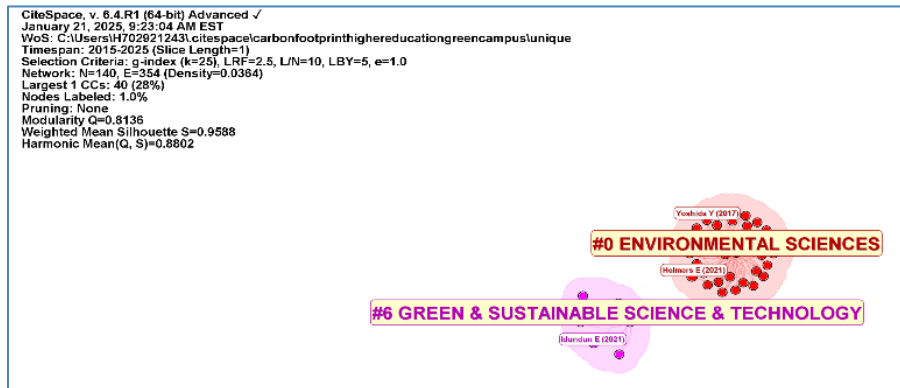 CiteSpace, v. 6.4.R1 (64-bit) Advanced ✓
January 21, 2025, 9:23:04 AM EST
WoS: C:\Users\H702921243\.citespace\carbonfootprinthighereducationgreencampus\unique
Timespan: 2015-2025 (Slice Length=1)
Selection Criteria: g-index (k=25), LRF=2.5, L/N=10, LBY=5, e=1.0
Network: N=140, E=354 (Density=0.0364)
Largest 1 CCs: 40 (28%)
Nodes Labeled: 1.0%
Pruning: None
Modularity Q=0.8136
Weighted Mean Silhouette S=0.9588
Harmonic Mean(Q, S)=0.8802
Yoshida Y (2017)
#0 ENVIRONMENTAL SCIENCES
Helmers E (2021)
#6 GREEN & SUSTAINABLE SCIENCE & TECHNOLOGY
E (2021)